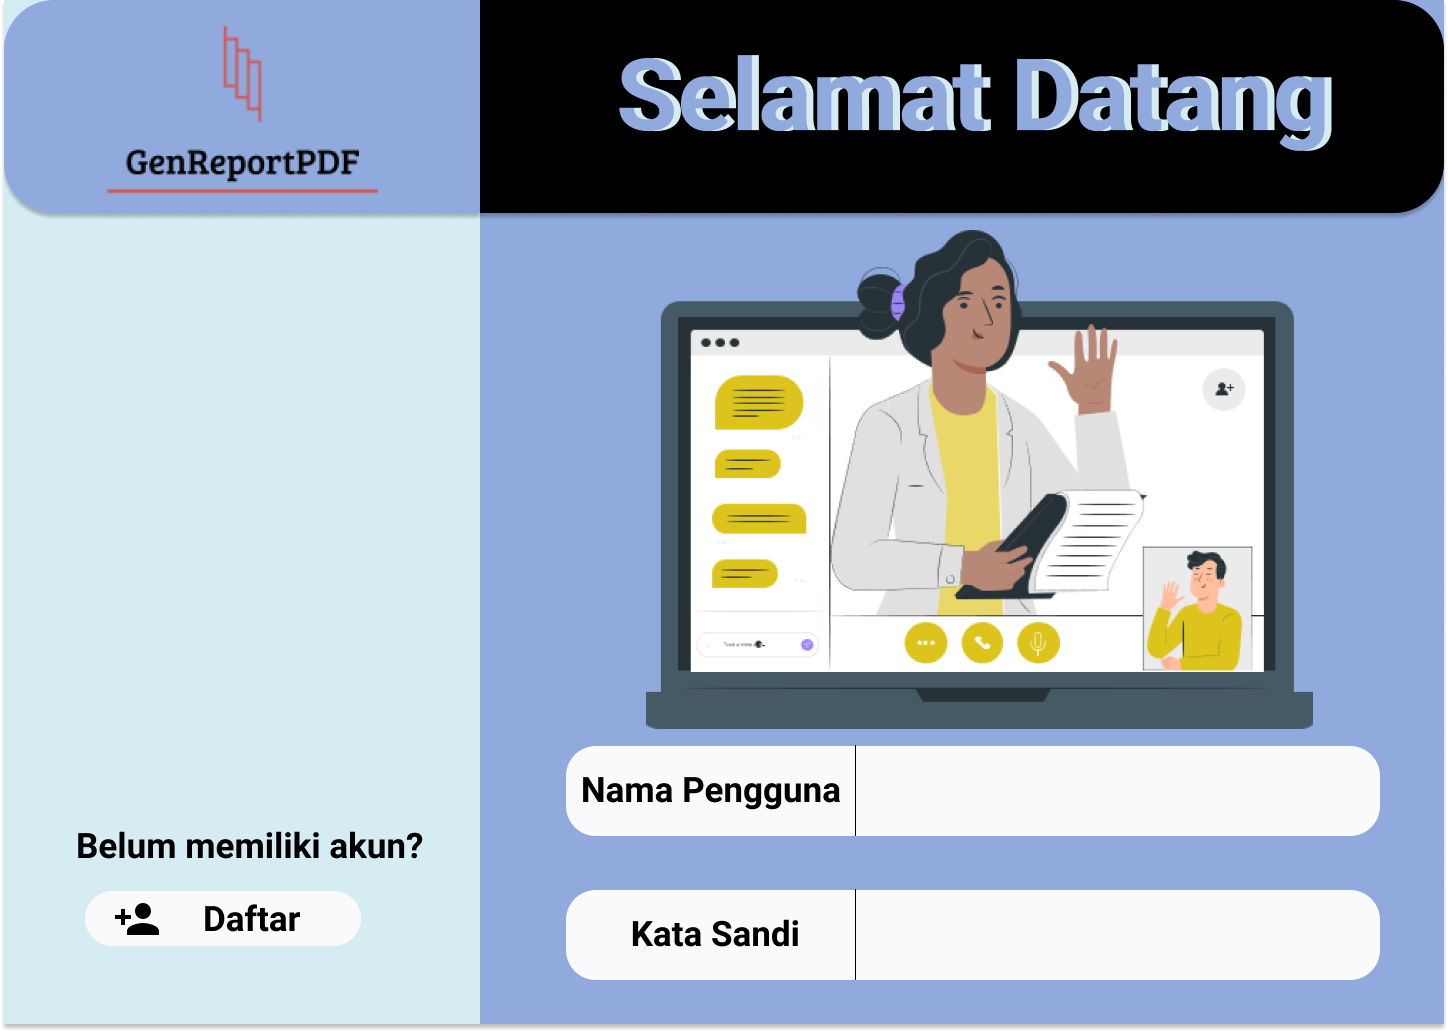 GenReportPDF
Selamat Datang
Nama Pengguna
Belum memiliki akun?
Daftar
Kata Sandi